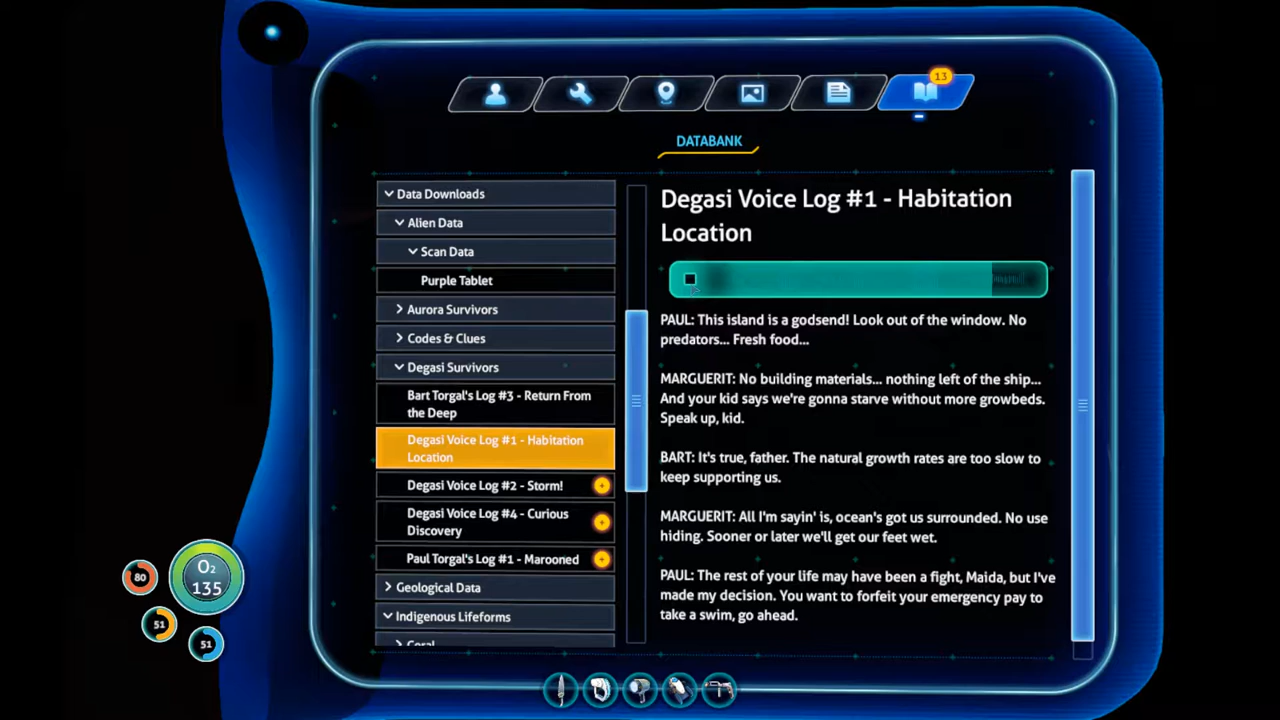 13
DATABANK
Data Downloads
Alien Data
Scan Data
Purple Tablet
Aurora Survivors
Codes & Clues
Degasi Survivors
Bart Torgal's Log #3 - Return From
the Deep
Degasi Voice Log #1 - Habitation
Location
Degasi Voice Log #2 - Storm!
Degasi Voice Log #4 - Curious
Discovery
Paul Torgal's Log #1 - Marooned
Geological Data
Indigenous Lifeforms
Coral
Degasi Voice Log #1 - Habitation
Location
PAUL: This island is a godsend! Look out of the window. No
predators... Fresh food...
MARGUERIT: No building materials... nothing left of the ship...
And your kid says we're gonna starve without more growbeds.
Speak up, kid.
BART: It's true, father. The natural growth rates are too slow to
keep supporting us.
MARGUERIT: All I'm sayin' is, ocean's got us surrounded. No use
hiding. Sooner or later we'll get our feet wet.
PAUL: The rest of your life may have been a fight, Maida, but I've
made my decision. You want to forfeit your emergency pay to
take a swim, go ahead.
O2
135
80
51
51